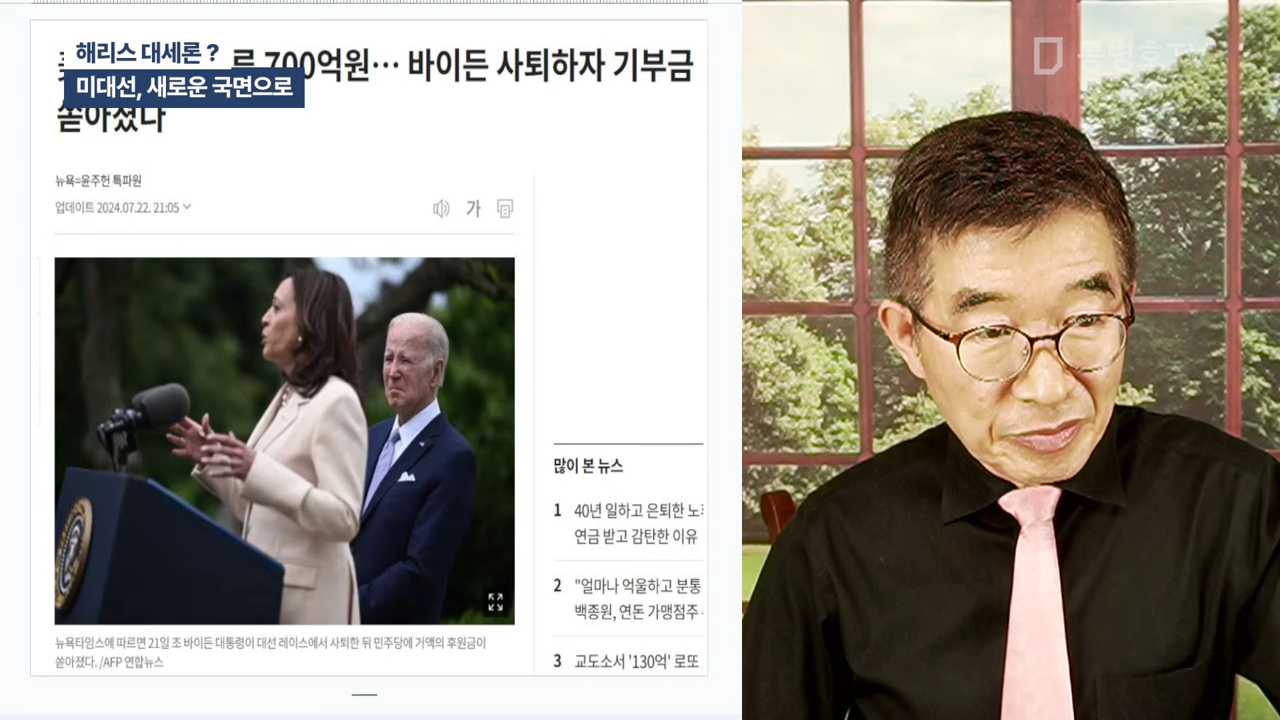 해리스 대세론 ?
미대선, 새로운 국면으로
700억원… 바이든 사퇴하자 기부금
쏟아졌다
뉴욕=윤주헌 특파원
업데이트 2024.07.22. 21:05
가
뉴욕타임스에 따르면 21일 조 바이든 대통령이 대선 레이스에서 사퇴한 뒤 민주당에 거액의 후원금이
쏟아졌다. /AFP 연합뉴스
많이 본 뉴스
1 40년 일하고 은퇴한
연금 받고 감탄한 이유
2 "얼마나 억울하고 분통
백종원, 연돈 가맹점주
3 교도소서 '130억' 로또
공병호TV